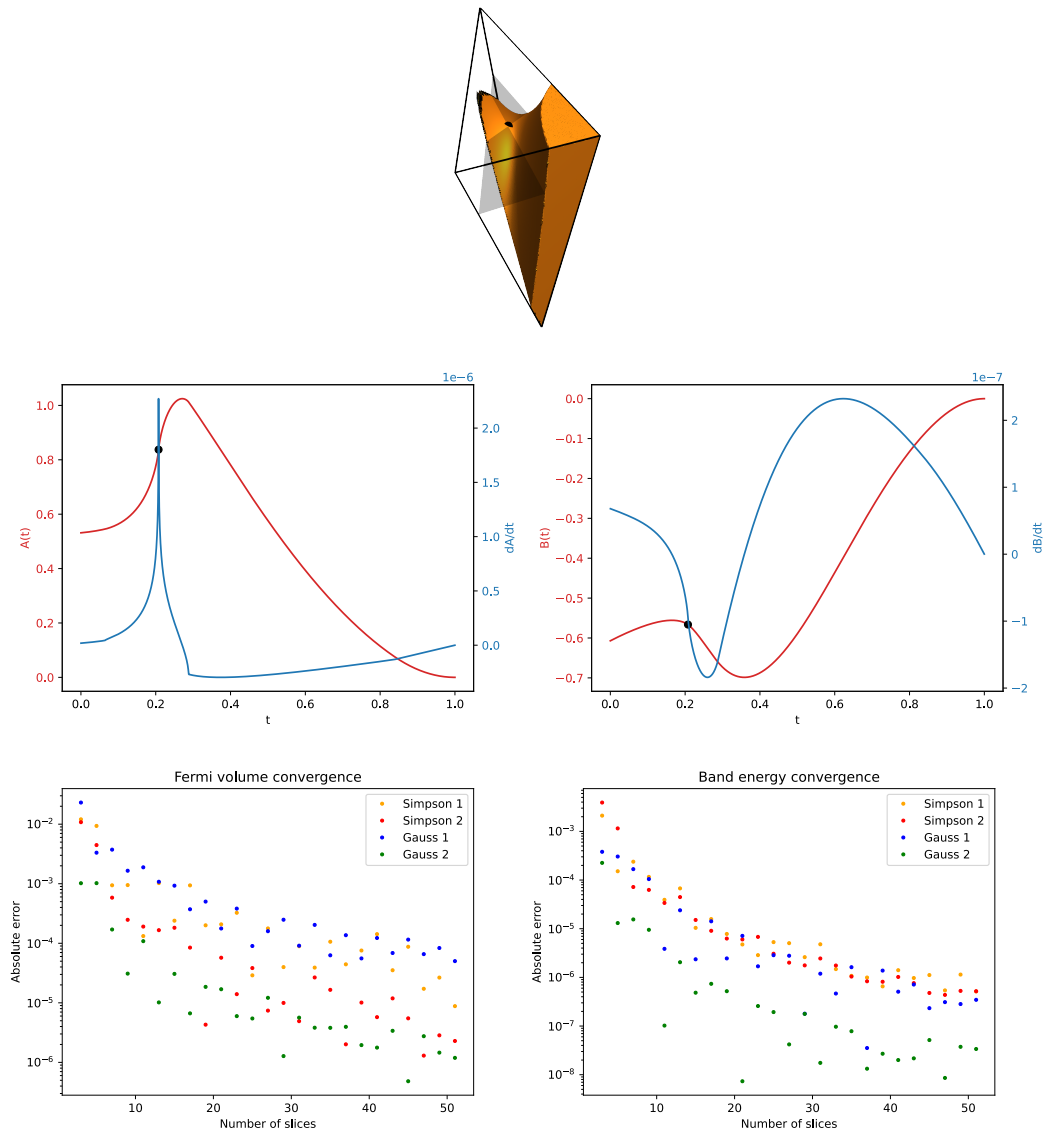 1e−6
1.0
0.8
0.6
0.4
0.2
0.0
A(t)
2.0
1.5
1.0
0.5
0.0
dA/dt
0.0 0.2 0.4 0.6 0.8 1.0
t
1e−7
0.0
−0.1
−0.2
−0.3
−0.4
−0.5
−0.6
−0.7
B(t)
2
1
0
−1
−2
dB/dt
0.0 0.2 0.4 0.6 0.8 1.0
t
Fermi volume convergence
Simpson 1
Simpson 2
Gauss 1
Gauss 2
10⁻²
10⁻³
10⁻⁴
10⁻⁵
10⁻⁶
Absolute error
10 20 30 40 50
Number of slices
Band energy convergence
Simpson 1
Simpson 2
Gauss 1
Gauss 2
10⁻³
10⁻⁴
10⁻⁵
10⁻⁶
10⁻⁷
10⁻⁸
Absolute error
10 20 30 40 50
Number of slices